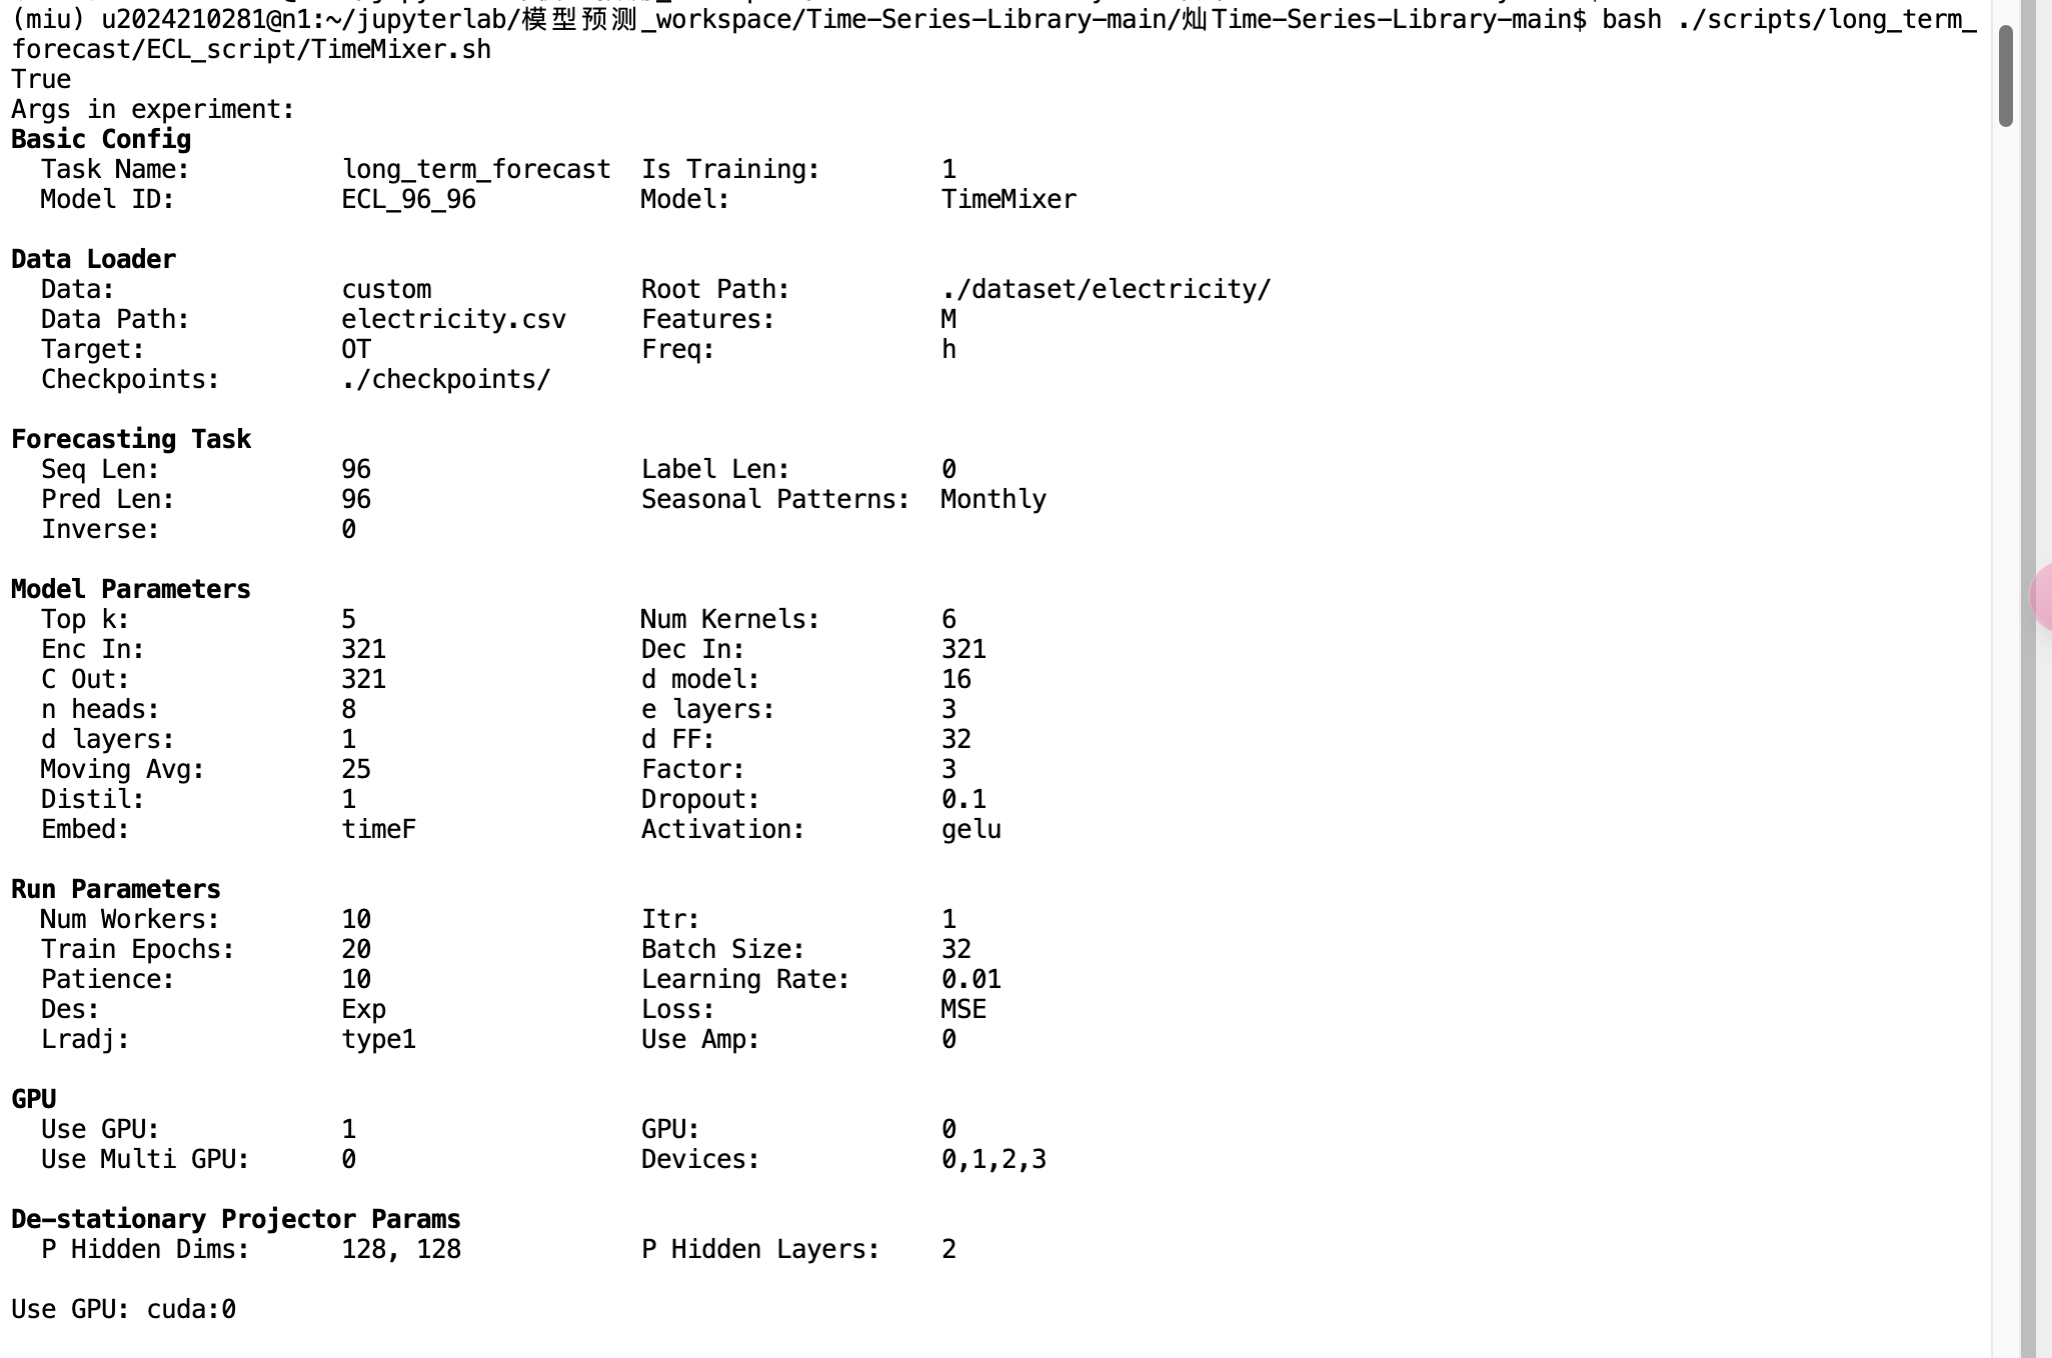 (miu) u2024210281@n1:~/jupyterlab/模型预测_workspace/Time-Series-Library-main/灿Time-Series-Library-main$ bash ./scripts/long_term_
forecast/ECL_script/TimeMixer.sh
True
Args in experiment:
Basic Config
  Task Name:          long_term_forecast  Is Training:        1
  Model ID:           ECL_96_96           Model:              TimeMixer

Data Loader
  Data:               custom              Root Path:          ./dataset/electricity/
  Data Path:          electricity.csv     Features:           M
  Target:             OT                  Freq:               h
  Checkpoints:        ./checkpoints/

Forecasting Task
  Seq Len:            96                  Label Len:          0
  Pred Len:           96                  Seasonal Patterns:  Monthly
  Inverse:            0

Model Parameters
  Top k:              5                   Num Kernels:        6
  Enc In:             321                 Dec In:             321
  C Out:              321                 d model:            16
  n heads:            8                   e layers:           3
  d layers:           1                   d FF:               32
  Moving Avg:         25                  Factor:             3
  Distil:             1                   Dropout:            0.1
  Embed:              timeF               Activation:         gelu

Run Parameters
  Num Workers:        10                  Itr:                1
  Train Epochs:       20                  Batch Size:         32
  Patience:           10                  Learning Rate:      0.01
  Des:                Exp                 Loss:               MSE
  Lradj:              type1               Use Amp:            0

GPU
  Use GPU:            1                   GPU:                0
  Use Multi GPU:      0                   Devices:            0,1,2,3

De-stationary Projector Params
  P Hidden Dims:      128, 128            P Hidden Layers:    2

Use GPU: cuda:0